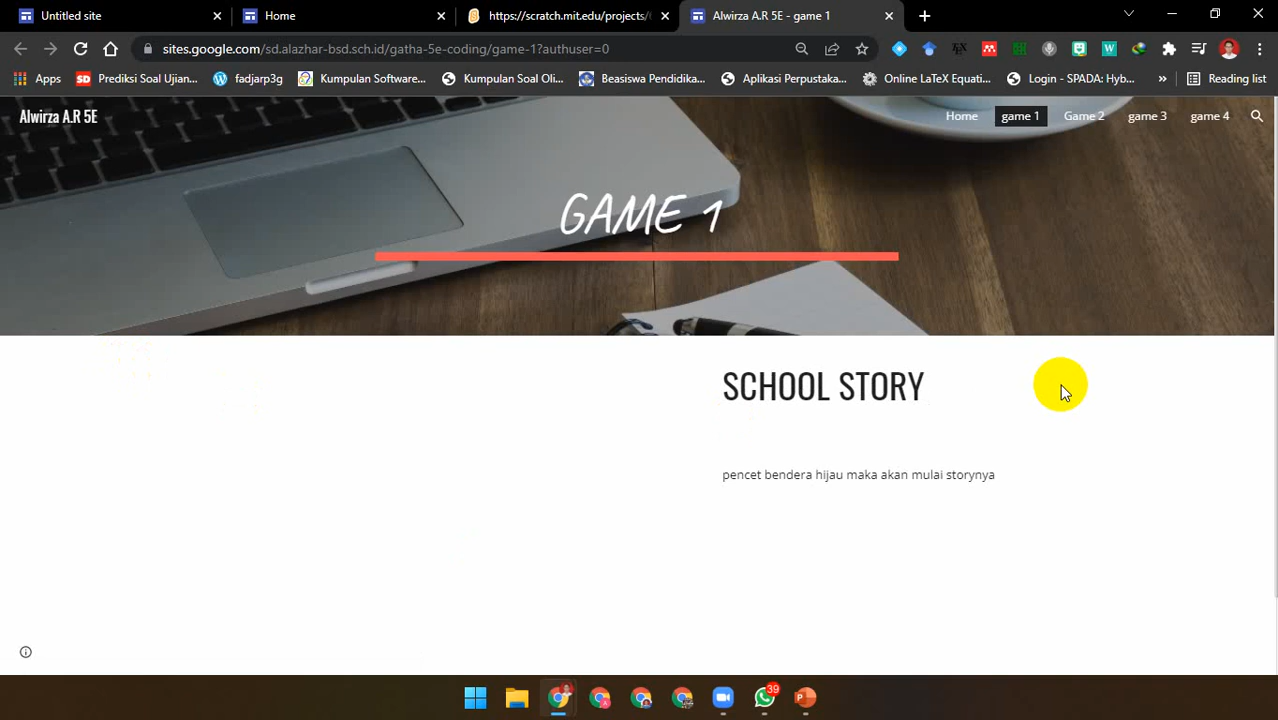 Untitled site
Home
https://scratch.mit.edu/projects/
Alwirza A.R 5E - game 1
sites.google.com/sd.alazhar-bsd.sch.id/gatha-5e-coding/game-1?authuser=0
Apps
Prediksi Soal Ujian...
fadjarp3g
Kumpulan Software...
Kumpulan Soal Oli...
Beasiswa Pendidika...
Aplikasi Perpustaka...
Online LaTeX Equati...
Login - SPADA: Hyb...
Reading list
Alwirza A.R 5E
Home
game 1
Game 2
game 3
game 4
GAME 1
SCHOOL STORY
pencet bendera hijau maka akan mulai storynya
39